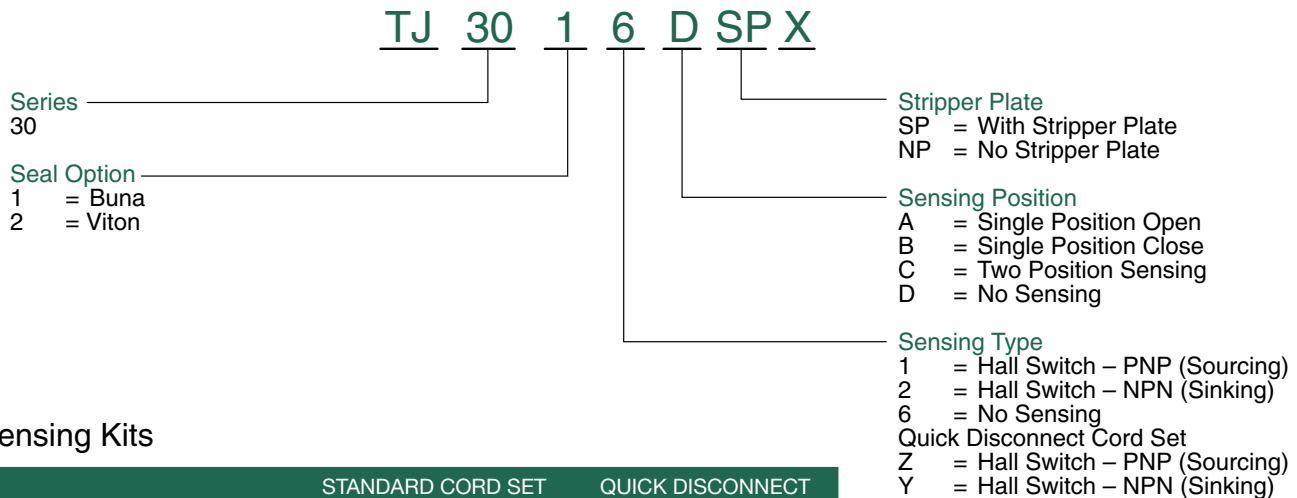 TJ 30 1 6 D SP X
Series
30
Seal Option
1 = Buna
2 = Viton
Stripper Plate
SP = With Stripper Plate
NP = No Stripper Plate
Sensing Position
A = Single Position Open
B = Single Position Close
C = Two Position Sensing
D = No Sensing
Sensing Type
1 = Hall Switch – PNP (Sourcing)
2 = Hall Switch – NPN (Sinking)
6 = No Sensing
Quick Disconnect Cord Set
Z = Hall Switch – PNP (Sourcing)
Y = Hall Switch – NPN (Sinking)
ensing Kits
STANDARD CORD SET QUICK DISCONNECT